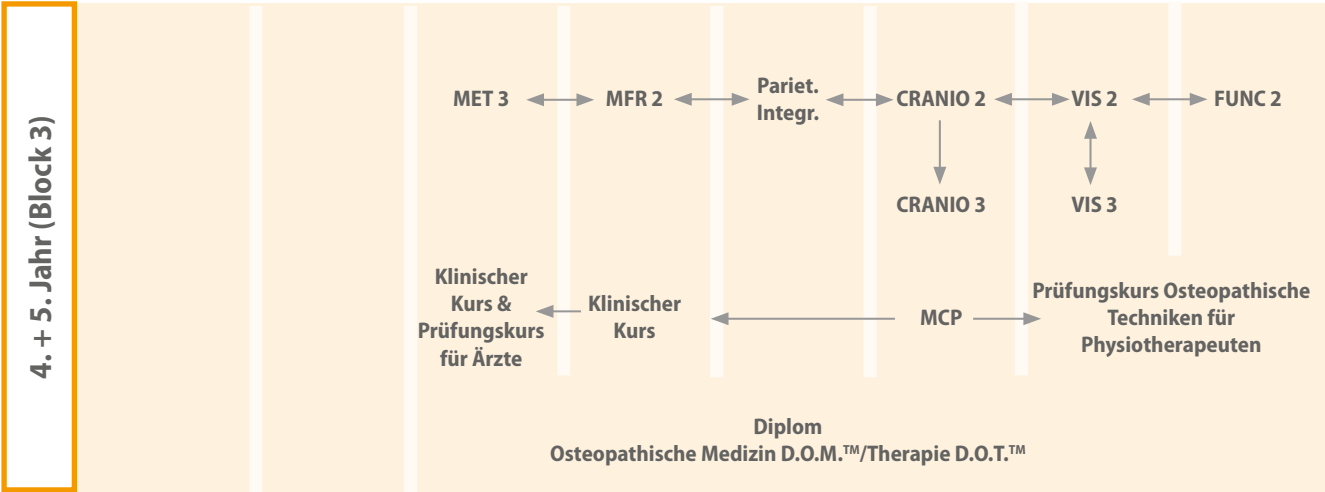 4. + 5. Jahr (Block 3)
MET 3
MFR 2
Pariet.
Integr.
CRANIO 2
VIS 2
FUNC 2
CRANIO 3
VIS 3
Klinischer
Kurs &
Prüfungskurs
für Ärzte
Klinischer
Kurs
MCP
Prüfungskurs Osteopathische
Techniken für
Physiotherapeuten
Diplom
Osteopathische Medizin D.O.M.™/Therapie D.O.T.™